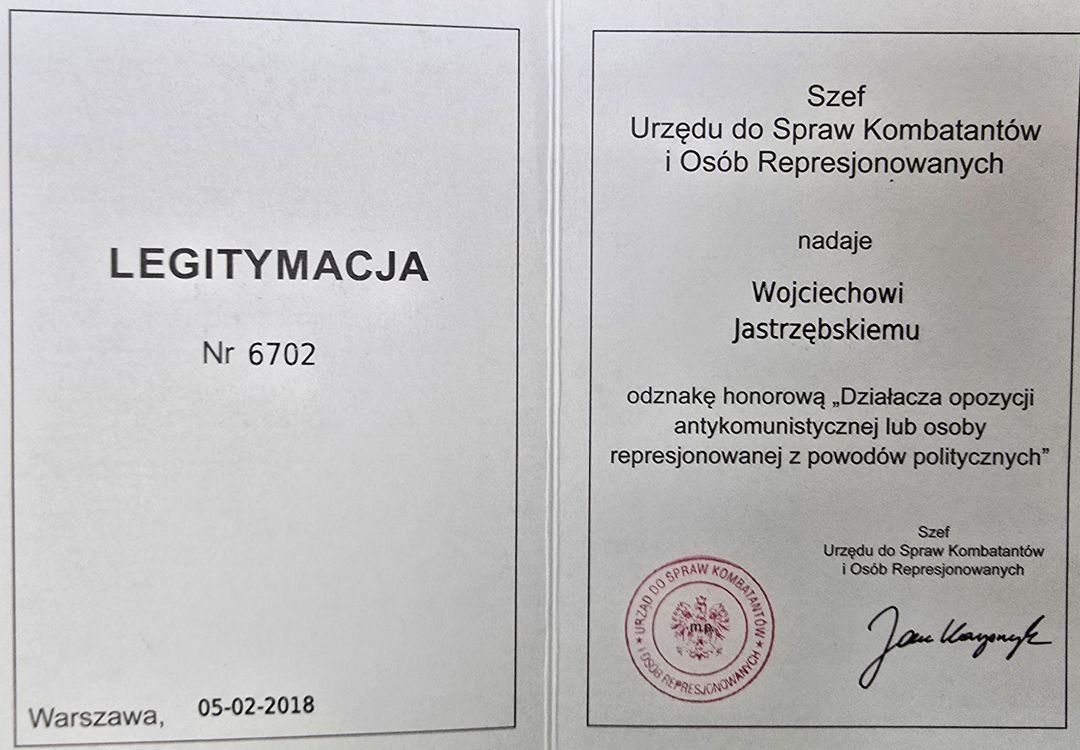 LEGITYMACJA
Nr 6702
Warszawa, 05-02-2018
Szef
Urzędu do Spraw Kombatantów
i Osób Represjonowanych
nadaje
Wojciechowi
Jastrzębskiemu
odznakę honorową „Działacza opozycji
antykomunistycznej lub osoby
represjonowanej z powodów politycznych”
Szef
Urzędu do Spraw Kombatantów
i Osób Represjonowanych
URZĄD DO SPRAW KOMBATANTÓW
I OSÓB REPRESJONOWANYCH
m.p.